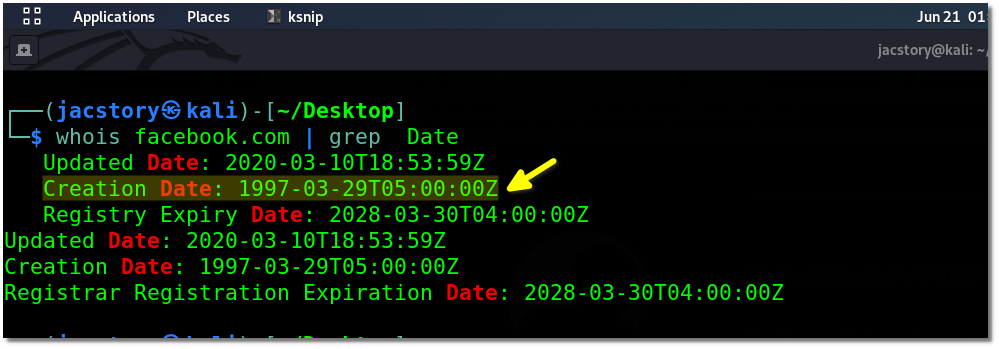 Applications Places ksnip Jun 21 01:
jacstory@kali: ~/
(jacstory㉿kali)-[~/Desktop]
$ whois facebook.com | grep  Date
Updated Date: 2020-03-10T18:53:59Z
Creation Date: 1997-03-29T05:00:00Z
Registry Expiry Date: 2028-03-30T04:00:00Z
Updated Date: 2020-03-10T18:53:59Z
Creation Date: 1997-03-29T05:00:00Z
Registrar Registration Expiration Date: 2028-03-30T04:00:00Z